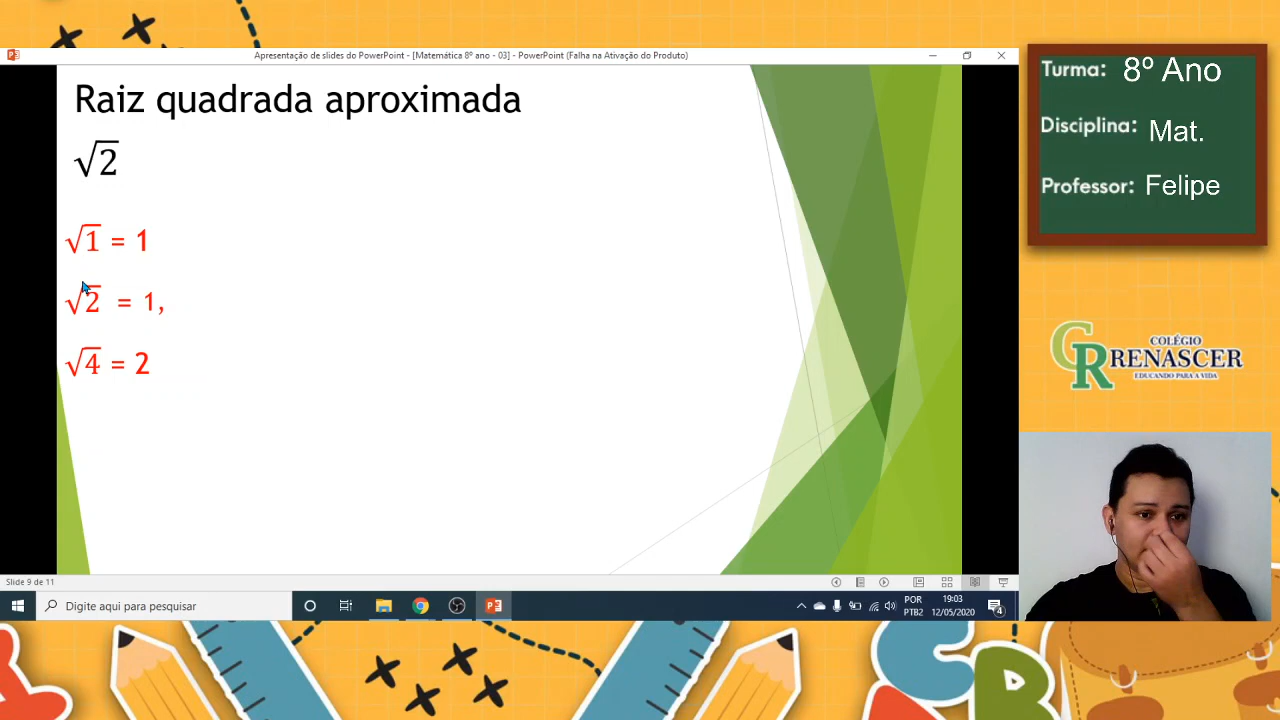 Apresentação de slides do PowerPoint - [Matemática 8º ano - 03] - PowerPoint (Falha na Ativação do Produto)
Raiz quadrada aproximada
√2
√1 = 1
√2 = 1,
√4 = 2
Slide 9 de 11
Digite aqui para pesquisar
POR
PTB2
19:03
12/05/2020
4
Turma: 8º Ano
Disciplina: Mat.
Professor: Felipe
CR
COLÉGIO
RENASCER
EDUCANDO PARA A VIDA